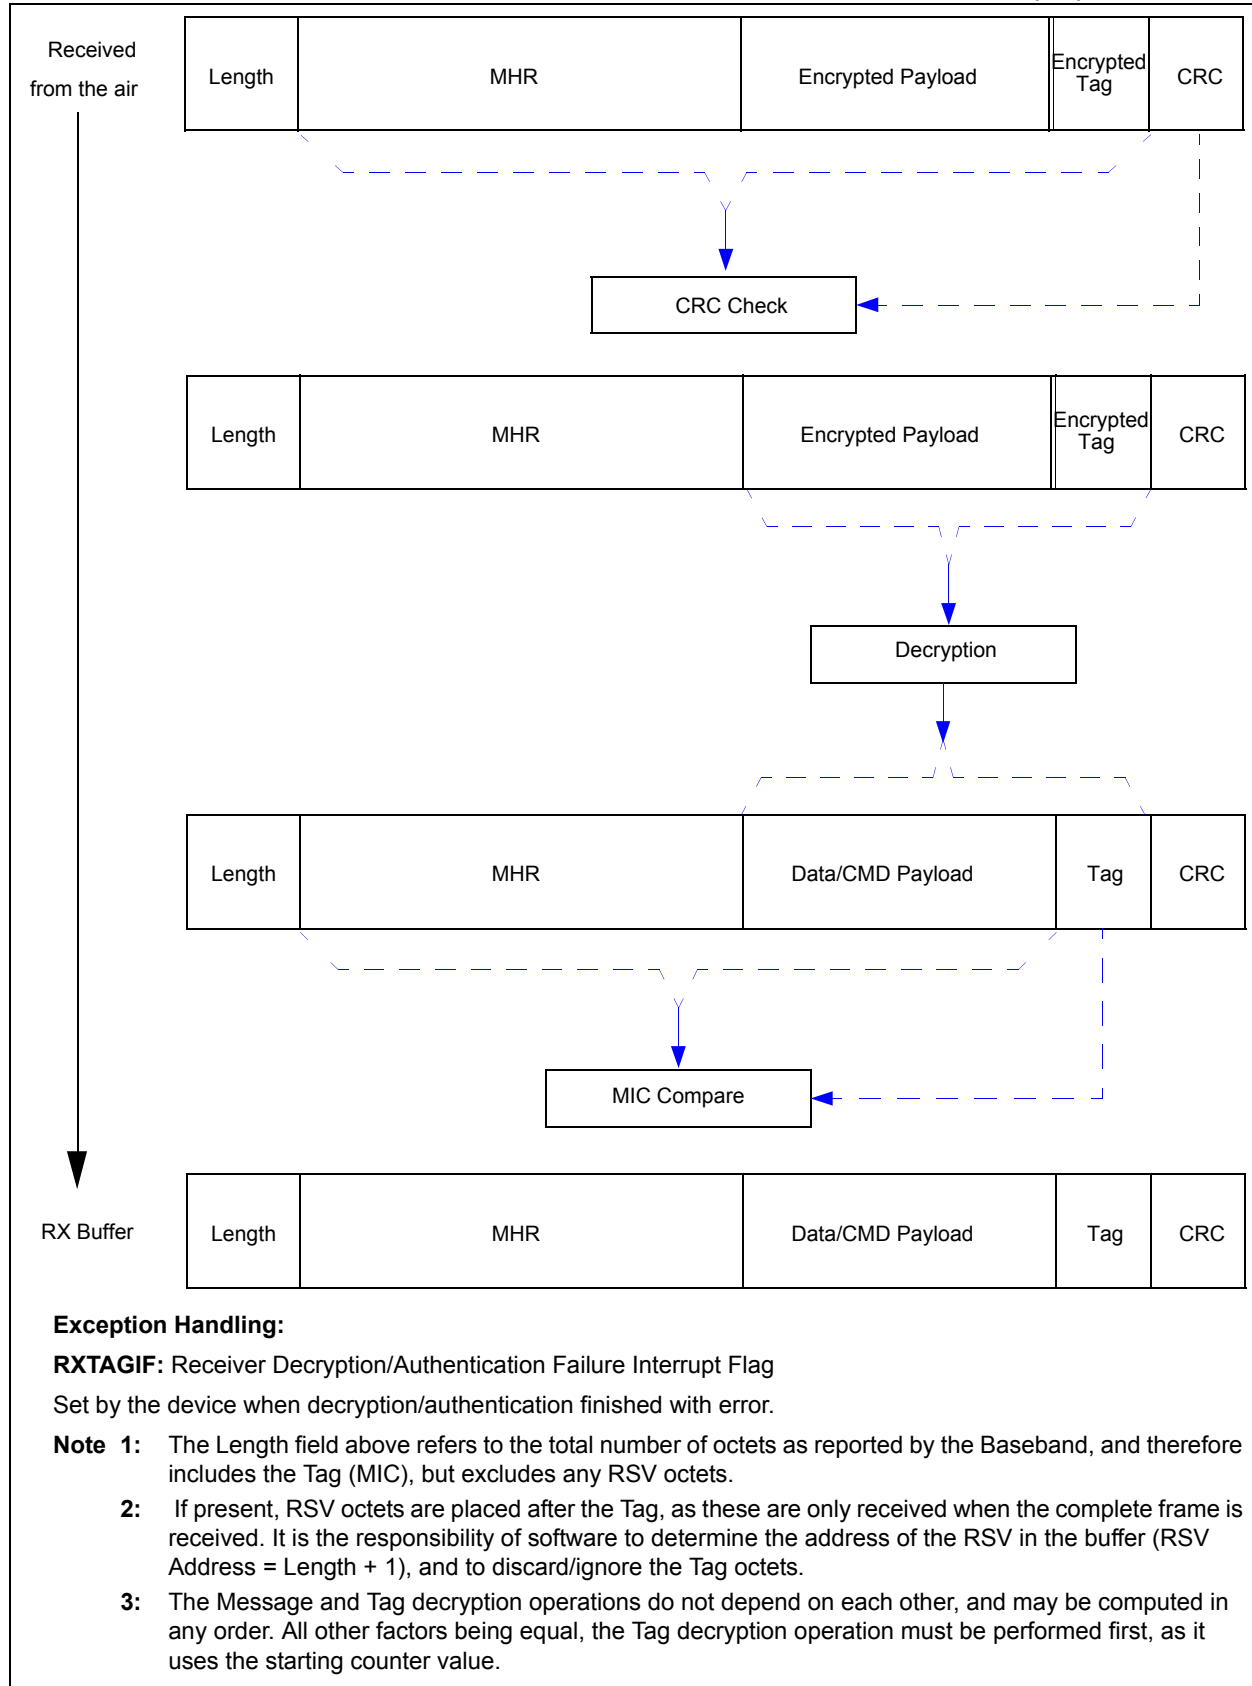 Received
from the air
Length MHR Encrypted Payload Encrypted Tag CRC
CRC Check
Length MHR Encrypted Payload Encrypted Tag CRC
Decryption
Length MHR Data/CMD Payload Tag CRC
MIC Compare
RX Buffer
Length MHR Data/CMD Payload Tag CRC
Exception Handling:
RXTAGIF: Receiver Decryption/Authentication Failure Interrupt Flag
Set by the device when decryption/authentication finished with error.
Note 1: The Length field above refers to the total number of octets as reported by the Baseband, and therefore
includes the Tag (MIC), but excludes any RSV octets.
2: If present, RSV octets are placed after the Tag, as these are only received when the complete frame is
received. It is the responsibility of software to determine the address of the RSV in the buffer (RSV
Address = Length + 1), and to discard/ignore the Tag octets.
3: The Message and Tag decryption operations do not depend on each other, and may be computed in
any order. All other factors being equal, the Tag decryption operation must be performed first, as it
uses the starting counter value.